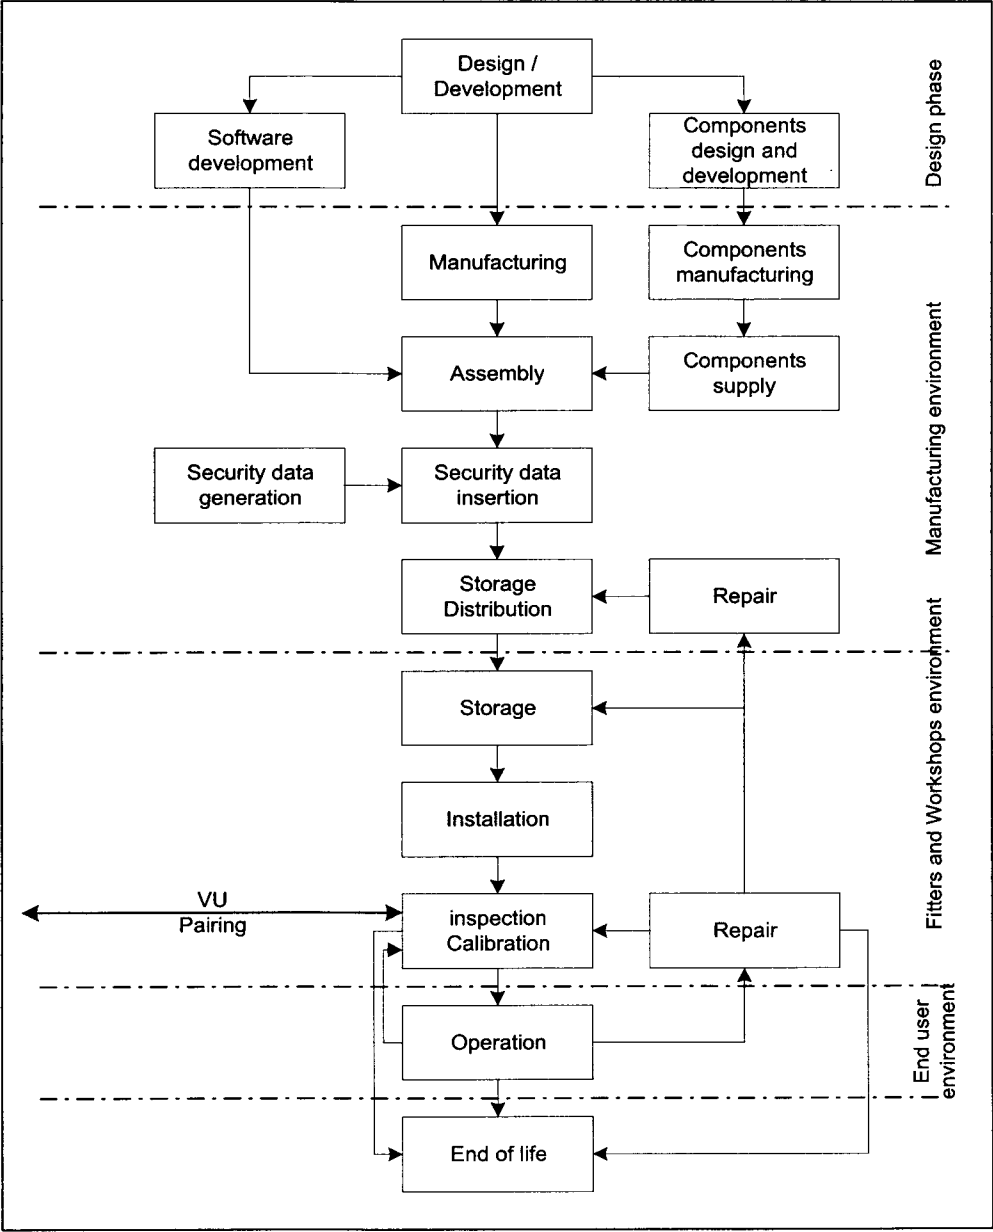 Design /
Development
Software
development
Components
design and
development
Design phase
Manufacturing
Components
manufacturing
Assembly
Components
supply
Security data
generation
Security data
insertion
Manufacturing environment
Storage
Distribution
Repair
Storage
Installation
VU
Pairing
inspection
Calibration
Repair
Fitters and Workshops environment
Operation
End user
environment
End of life